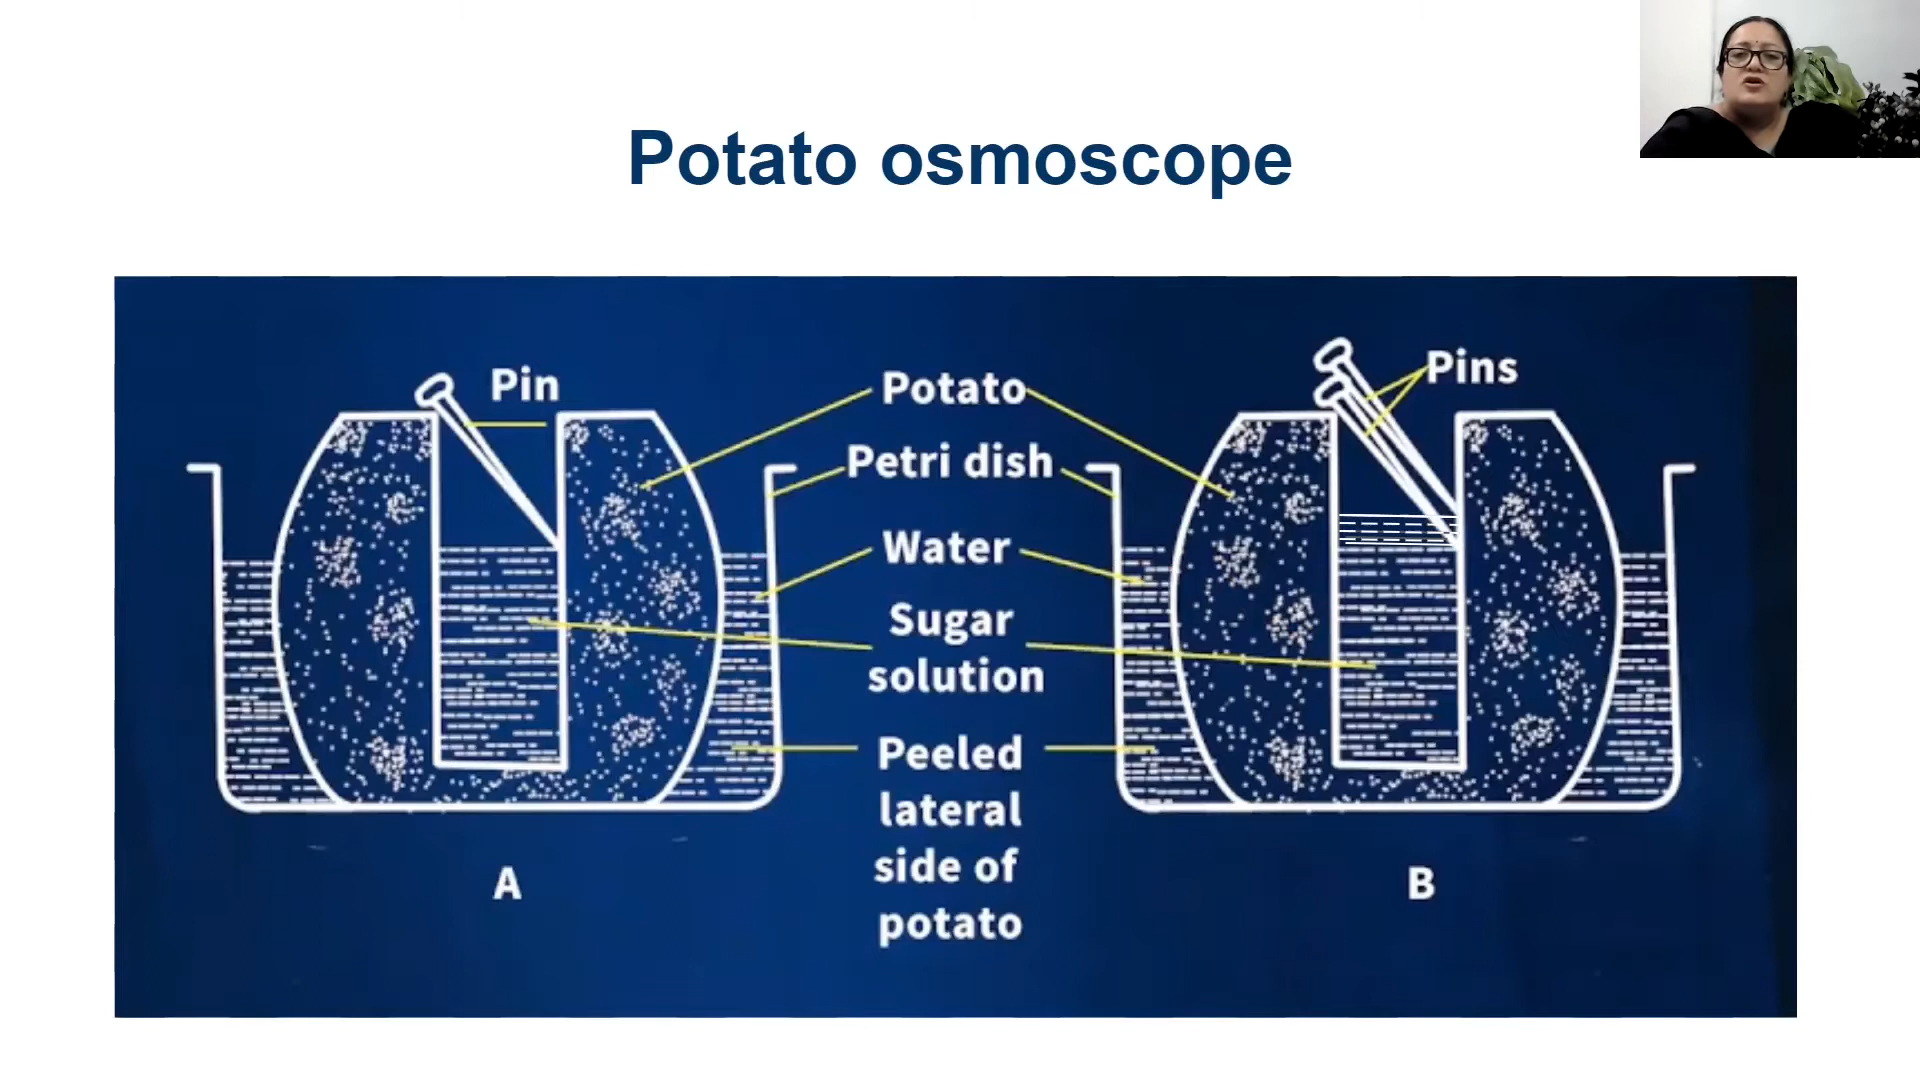 Potato osmoscope
Pin
Potato
Pins
Petri dish
Water
Sugar
solution
Peeled
lateral
side of
potato
A
B